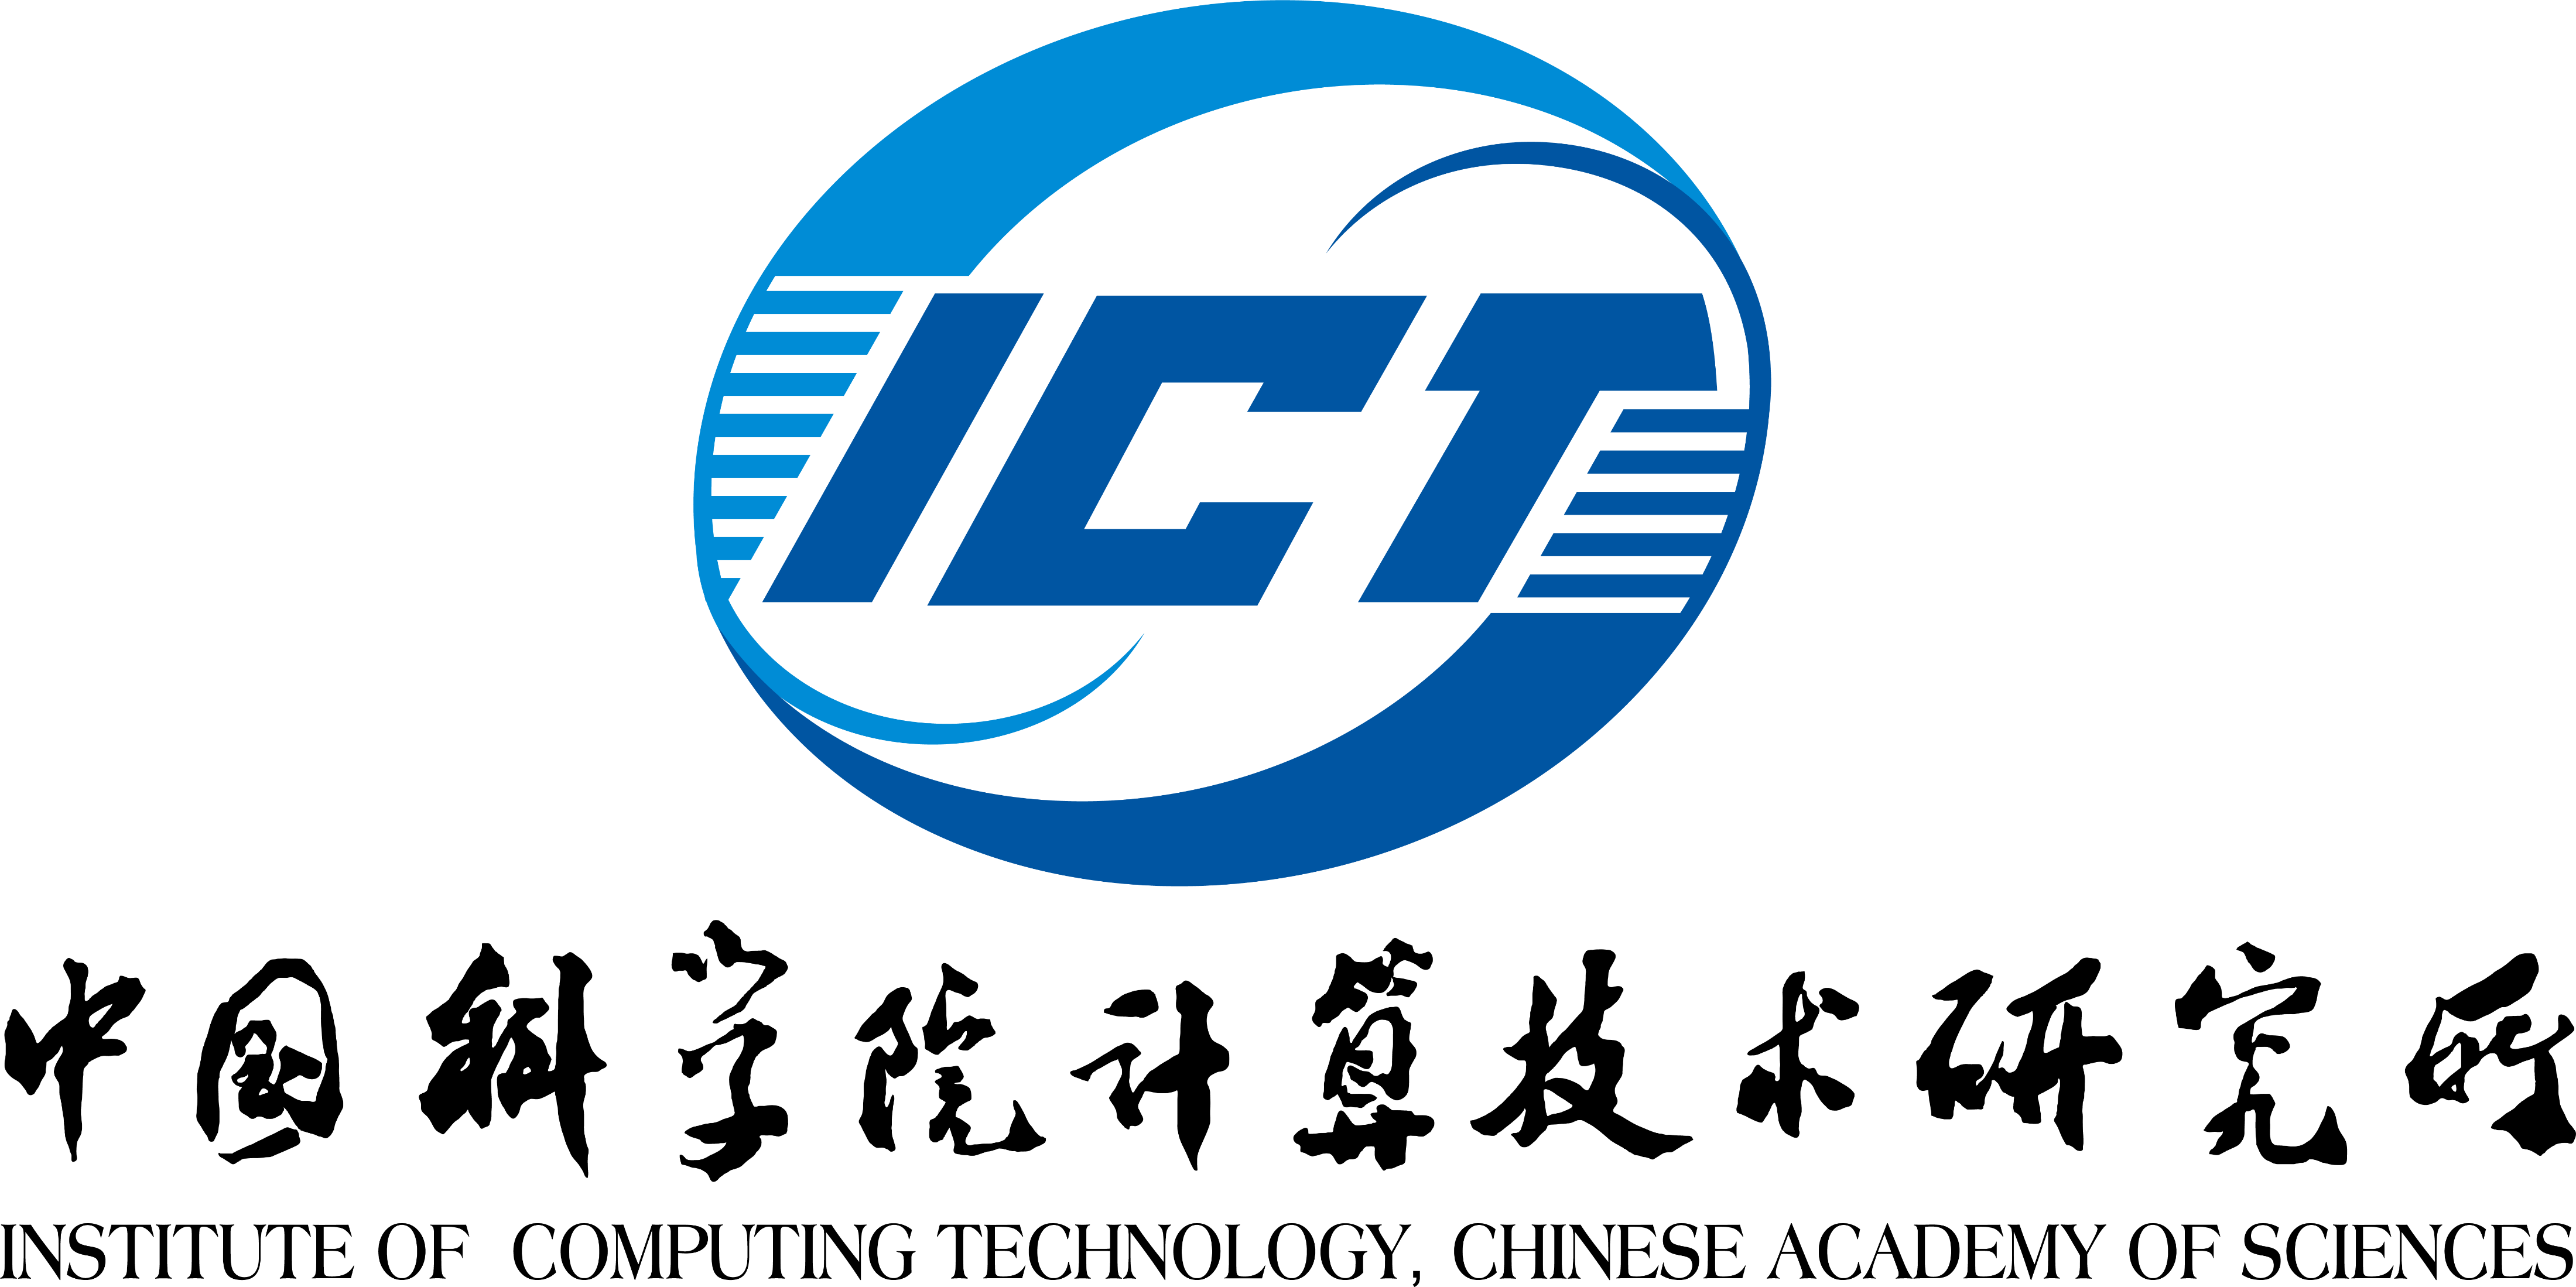 ICT
中国科学院计算技术研究所
INSTITUTE OF COMPUTING TECHNOLOGY, CHINESE ACADEMY OF SCIENCES